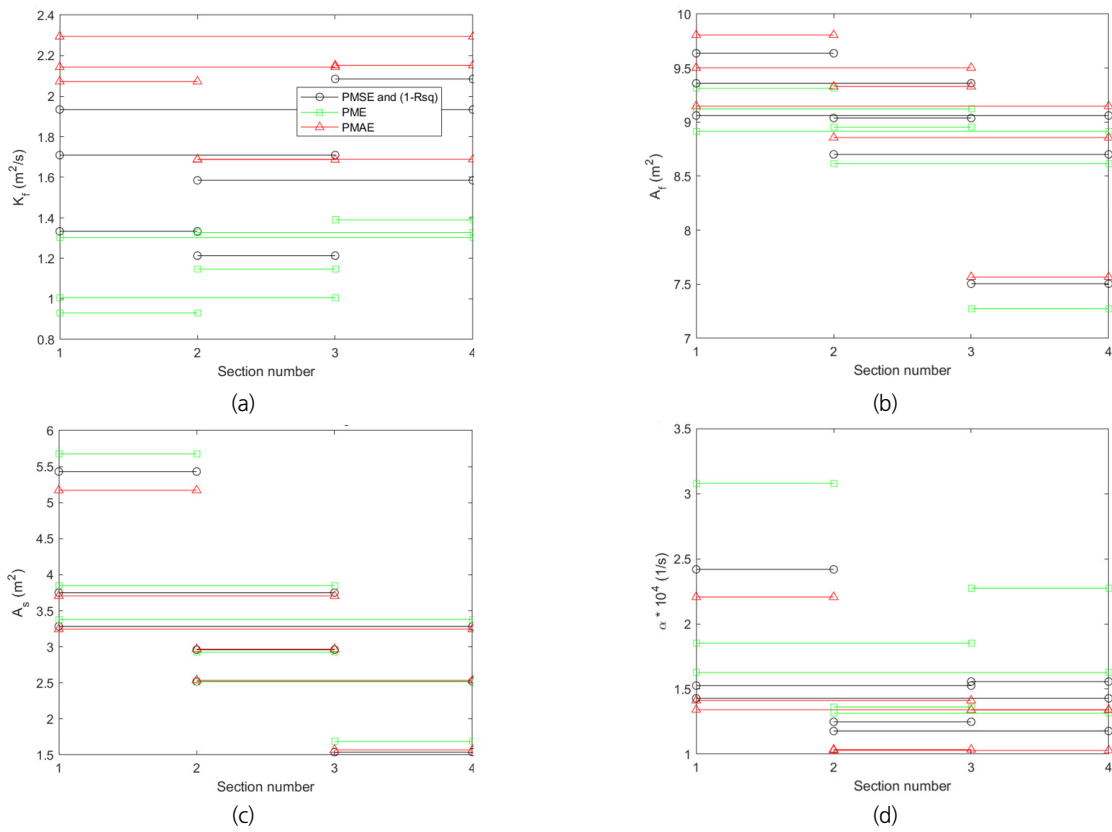 2.4
2.2
2
1.8
1.6
1.4
1.2
1
0.8
K_f (m^2/s)
PMSE and (1-Rsq)
PME
PMAE
1 2 3 4
Section number
(a)
10
9.5
9
8.5
8
7.5
7
A_f (m^2)
1 2 3 4
Section number
(b)
6
5.5
5
4.5
4
3.5
3
2.5
2
1.5
A_s (m^2)
1 2 3 4
Section number
(c)
3.5
3
2.5
2
1.5
1
α * 10^4 (1/s)
1 2 3 4
Section number
(d)